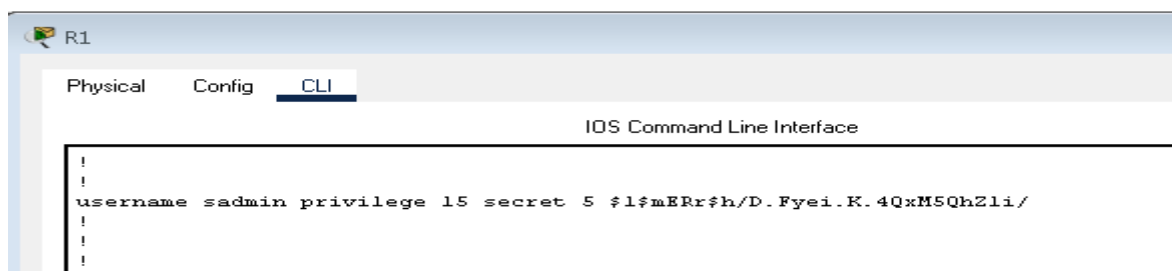 R1
Physical Config CLI
IOS Command Line Interface
!
!
username sadmin privilege 15 secret 5 $1$mERr$h/D.Fyei.K.4QxM5QhZli/
!
!
!